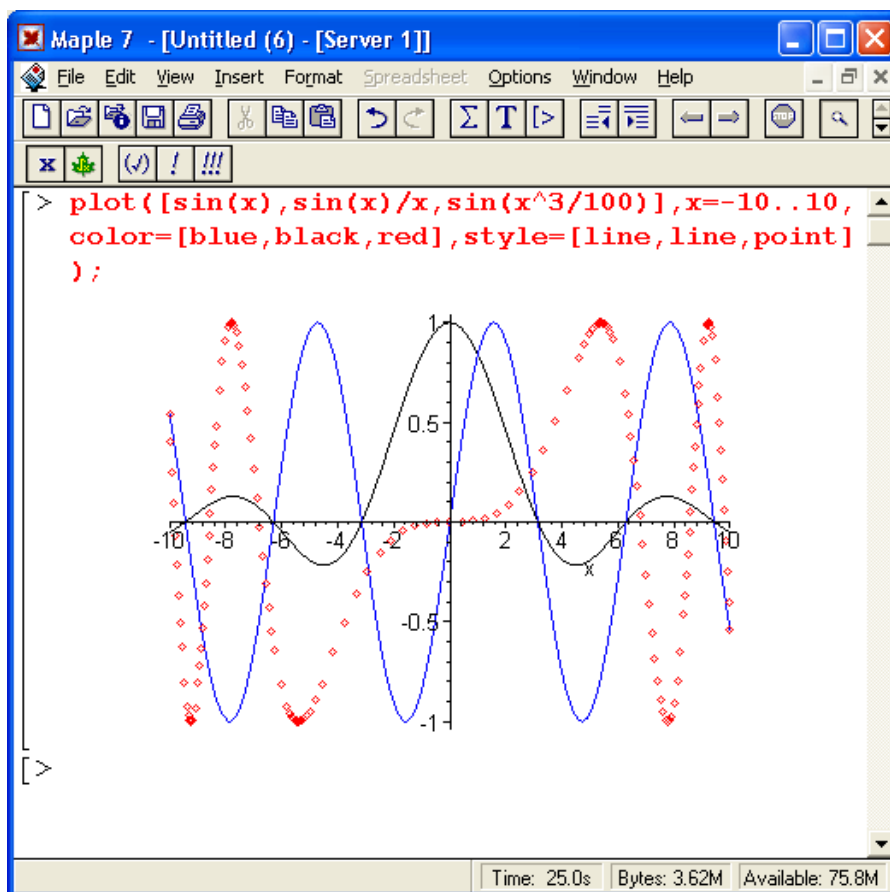 Maple 7 - [Untitled (6) - [Server 1]]
File Edit View Insert Format Spreadsheet Options Window Help
Σ T [>
STOP
x (√) ! !!!
[> plot([sin(x),sin(x)/x,sin(x^3/100)],x=-10..10,
color=[blue,black,red],style=[line,line,point]
);
1
0.5
-10 -8 -6 -4 -2 2 4 6 8 10
x
-0.5
-1
[>
Time: 25.0s Bytes: 3.62M Available: 75.8M